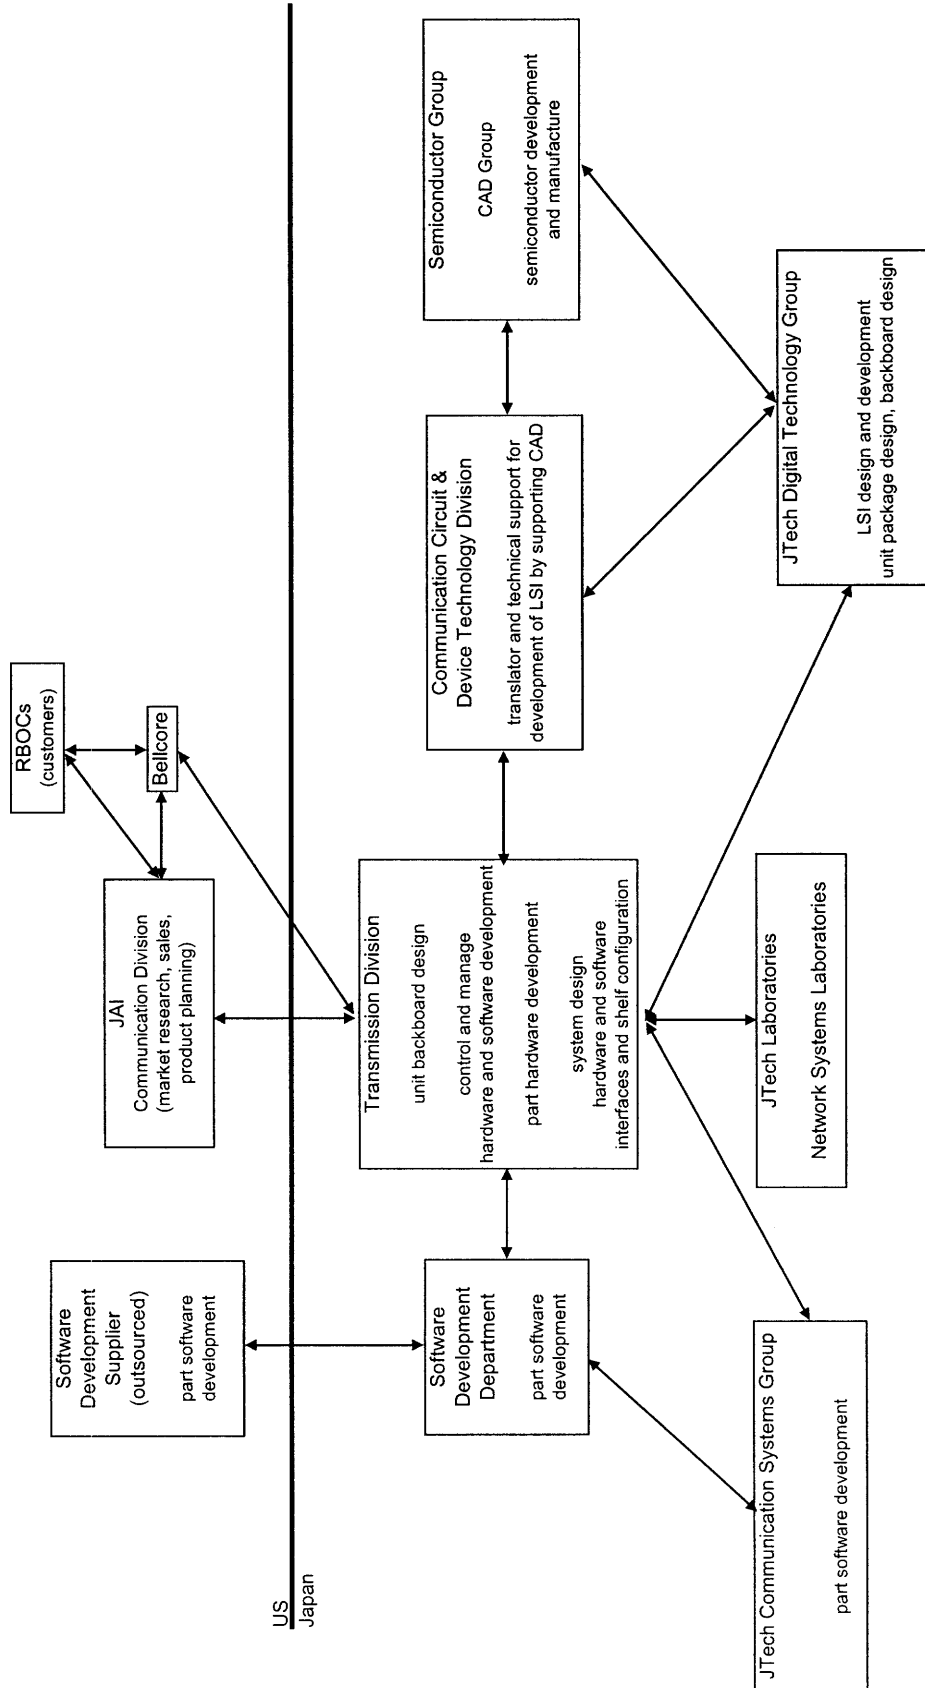 Software
Development
Supplier
(outsourced)
part software
development
JAI
Communication Division
(market research, sales,
product planning)
RBOCs
(customers)
Bellcore
US
Japan
Software
Development
Department
part software
development
Transmission Division
unit backboard design
control and manage
hardware and software development
part hardware development
system design
hardware and software
interfaces and shelf configuration
Communication Circuit &
Device Technology Division
translator and technical support for
development of LSI by supporting CAD
Semiconductor Group
CAD Group
semiconductor development
and manufacture
JTech Communication Systems Group
part software development
JTech Laboratories
Network Systems Laboratories
JTech Digital Technology Group
LSI design and development
unit package design, backboard design